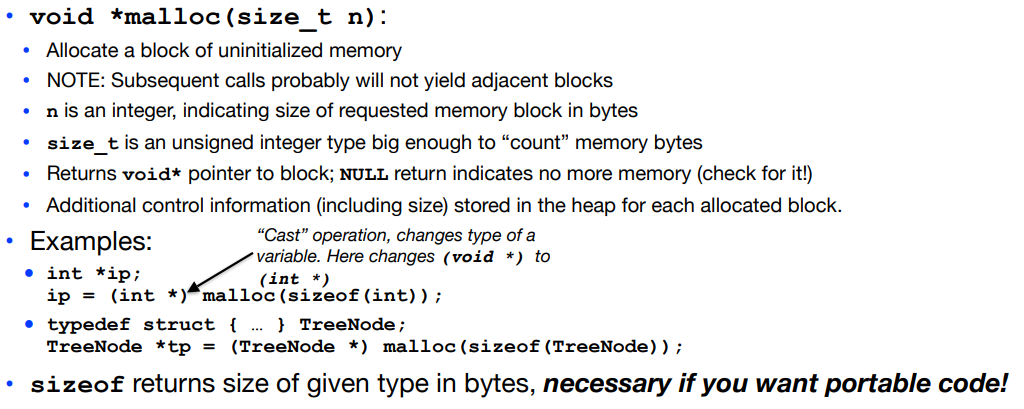 • void *malloc(size_t n):
• Allocate a block of uninitialized memory
• NOTE: Subsequent calls probably will not yield adjacent blocks
• n is an integer, indicating size of requested memory block in bytes
• size_t is an unsigned integer type big enough to “count” memory bytes
• Returns void* pointer to block; NULL return indicates no more memory (check for it!)
• Additional control information (including size) stored in the heap for each allocated block.
• Examples:
“Cast” operation, changes type of a
variable. Here changes (void *) to
(int *)
• int *ip;
ip = (int *) malloc(sizeof(int));
• typedef struct { … } TreeNode;
TreeNode *tp = (TreeNode *) malloc(sizeof(TreeNode));
• sizeof returns size of given type in bytes, necessary if you want portable code!